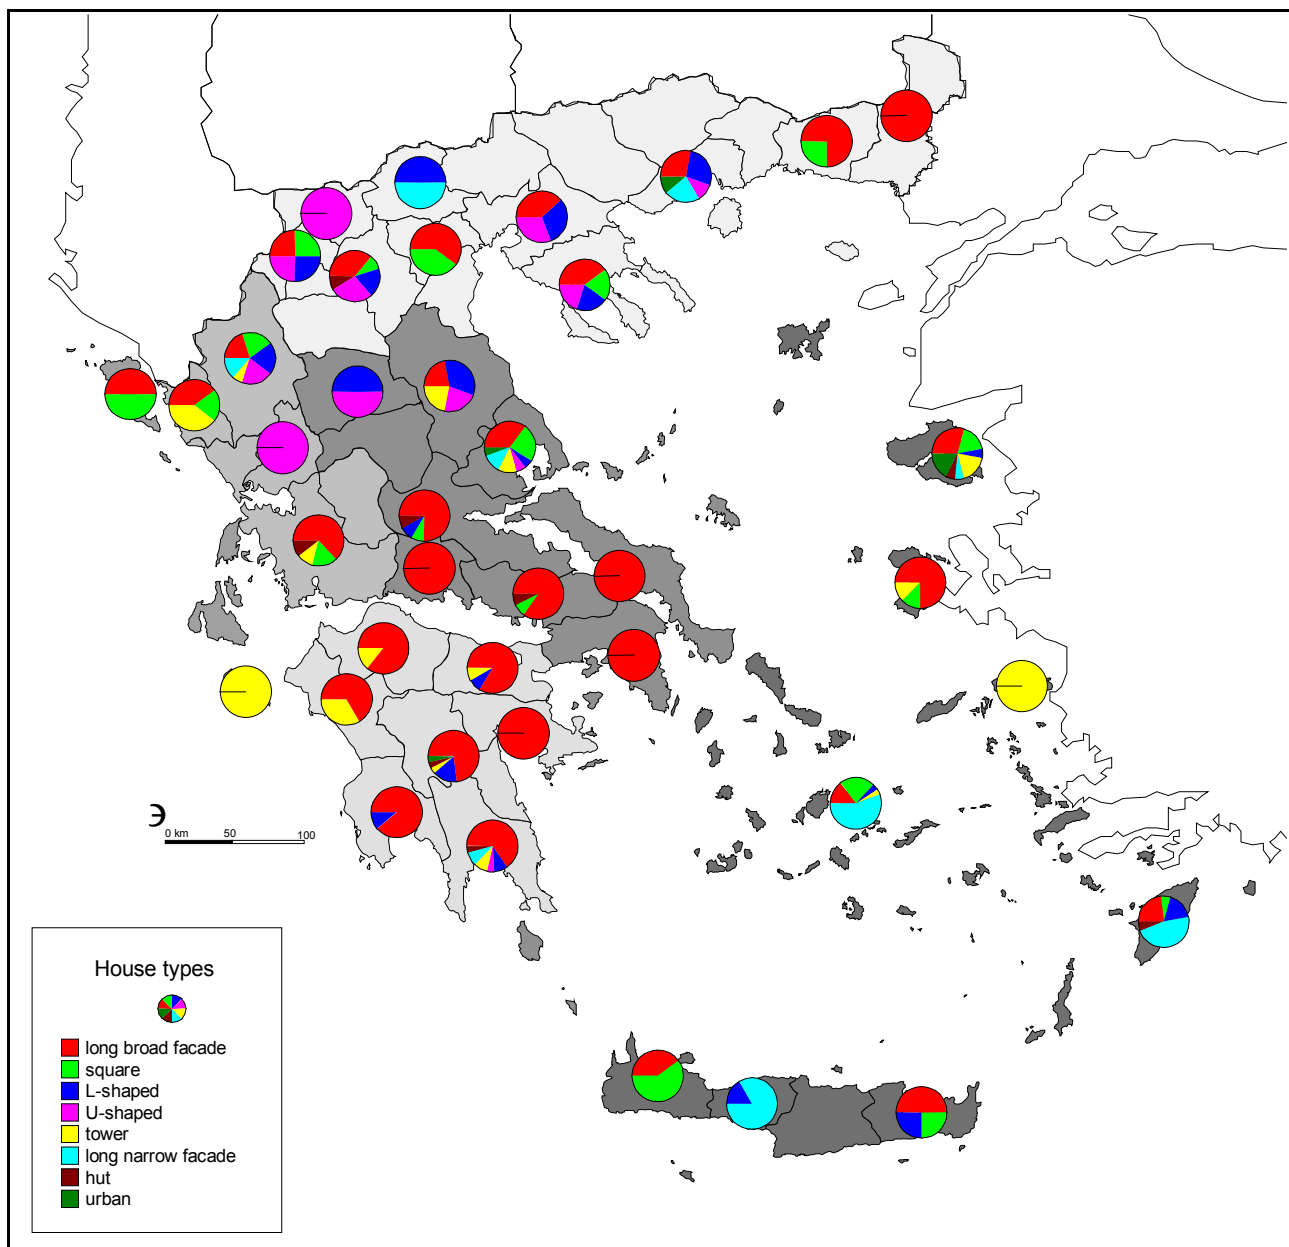 0 km 50 100
House types
long broad facade
square
L-shaped
U-shaped
tower
long narrow facade
hut
urban